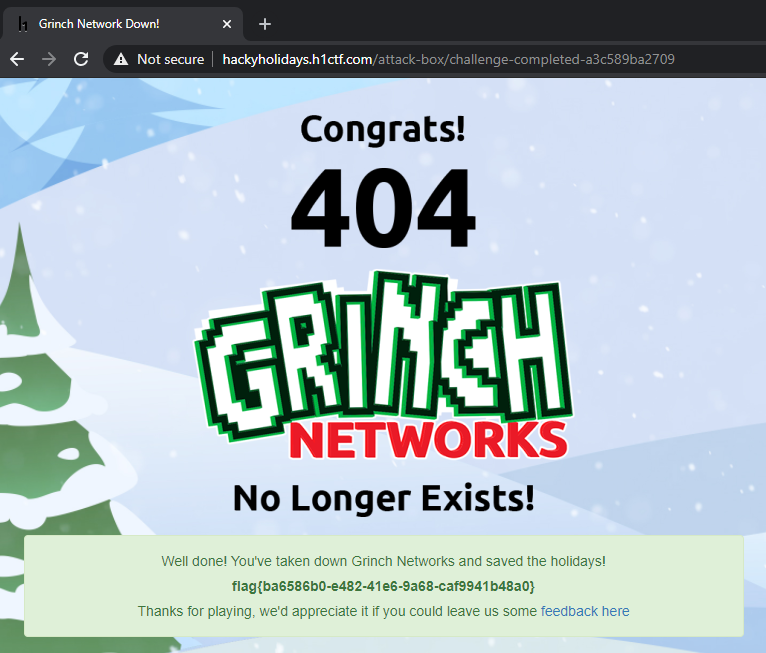 Grinch Network Down!
Not secure | hackyholidays.h1ctf.com/attack-box/challenge-completed-a3c589ba2709
Congrats!
404
GRINCH
NETWORKS
No Longer Exists!
Well done! You've taken down Grinch Networks and saved the holidays!
flag{ba6586b0-e482-41e6-9a68-caf9941b48a0}
Thanks for playing, we'd appreciate it if you could leave us some feedback here